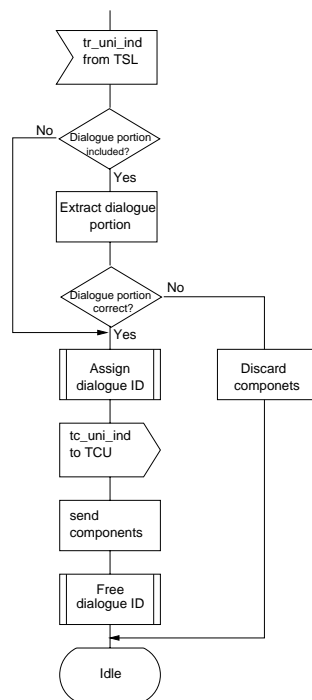 tr_uni_ind
from TSL
No
Dialogue portion
included?
Yes
Extract dialogue
portion
Dialogue portion
correct?
No
Yes
Assign
dialogue ID
Discard
componets
tc_uni_ind
to TCU
send
components
Free
dialogue ID
Idle